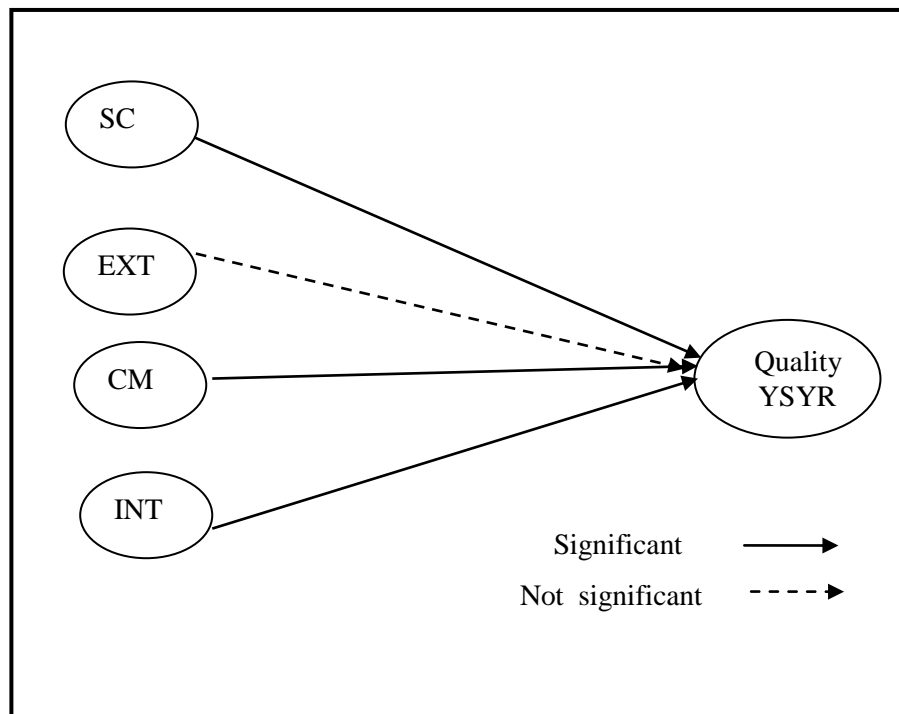 SC
EXT
CM
INT
Quality
YSYR
Significant
Not significant